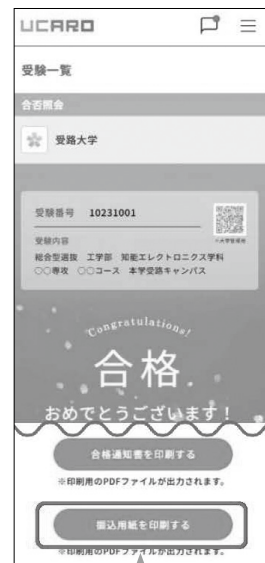 UCARO
受験一覧
合否照会
受路大学
受験番号 10231001
受験内容
総合型選抜 工学部 知能エレクトロニクス学科
○○専攻 ○○コース 本学受路キャンパス
Congratulations!
合格
おめでとうございます!
合格通知書を印刷する
※印刷用のPDFファイルが出力されます。
振込用紙を印刷する
※印刷用のPDFファイルが出力されます。